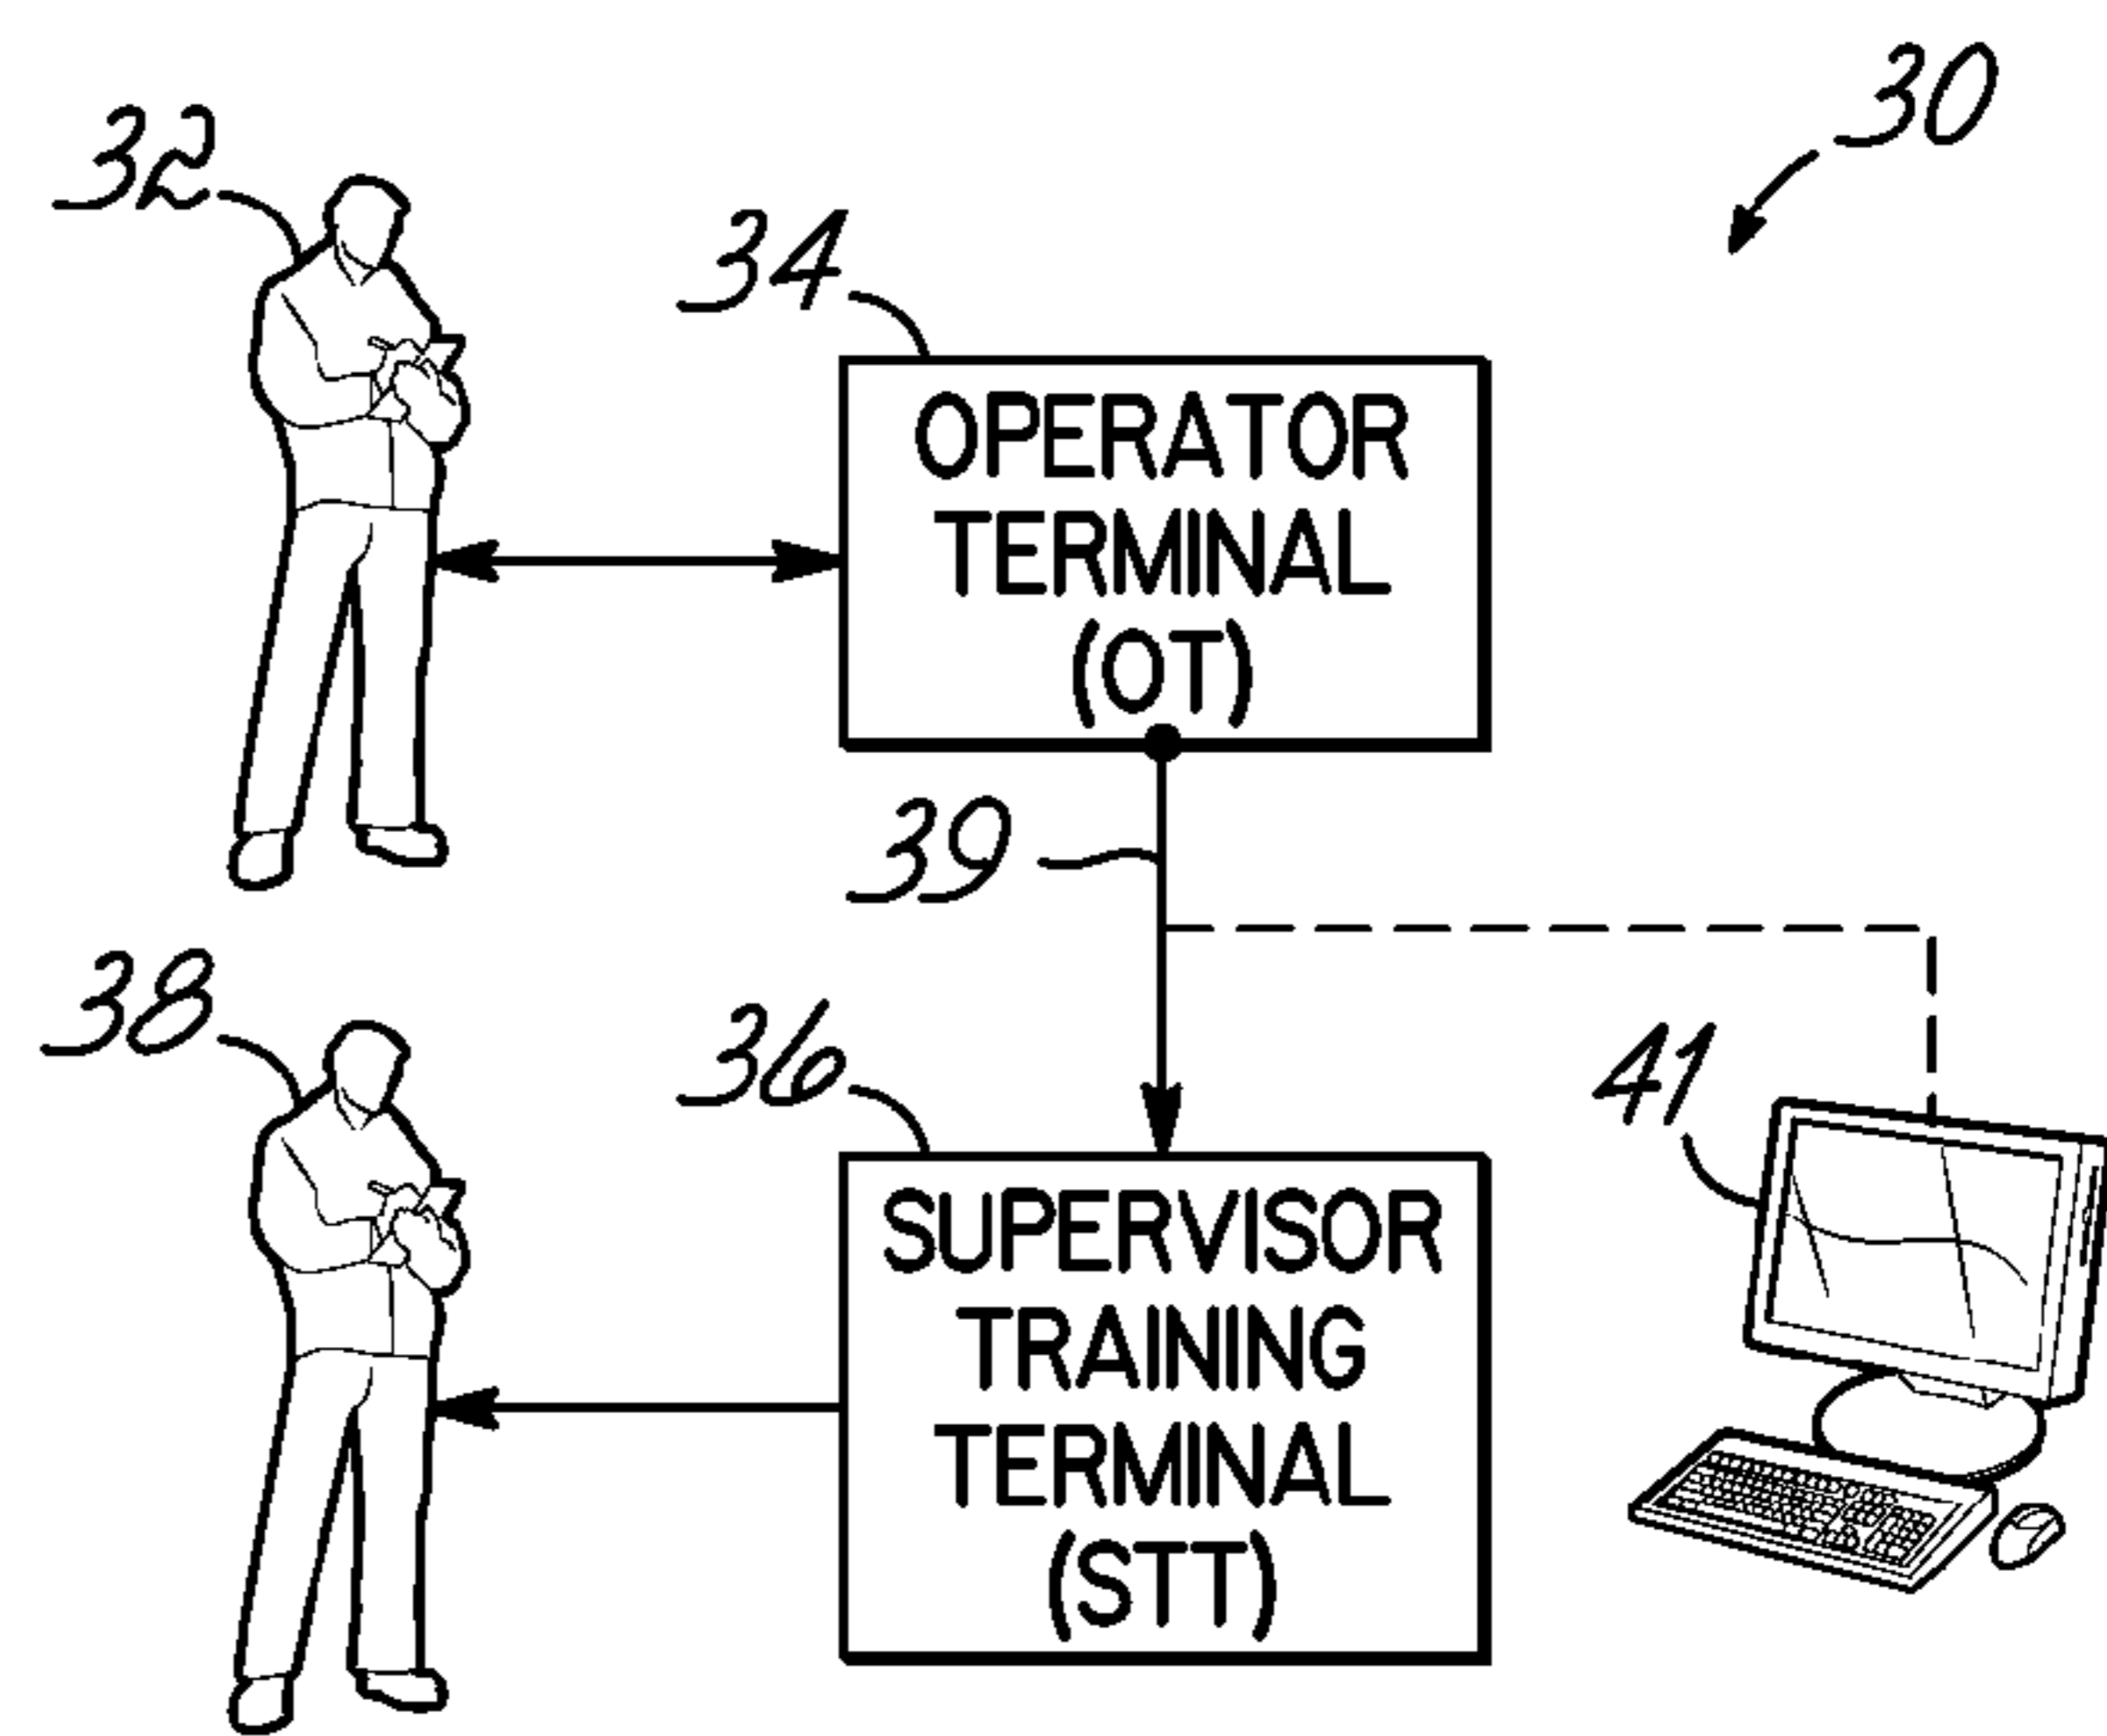 30
32
34
OPERATOR
TERMINAL
(OT)
39
38
36
41
SUPERVISOR
TRAINING
TERMINAL
(STT)